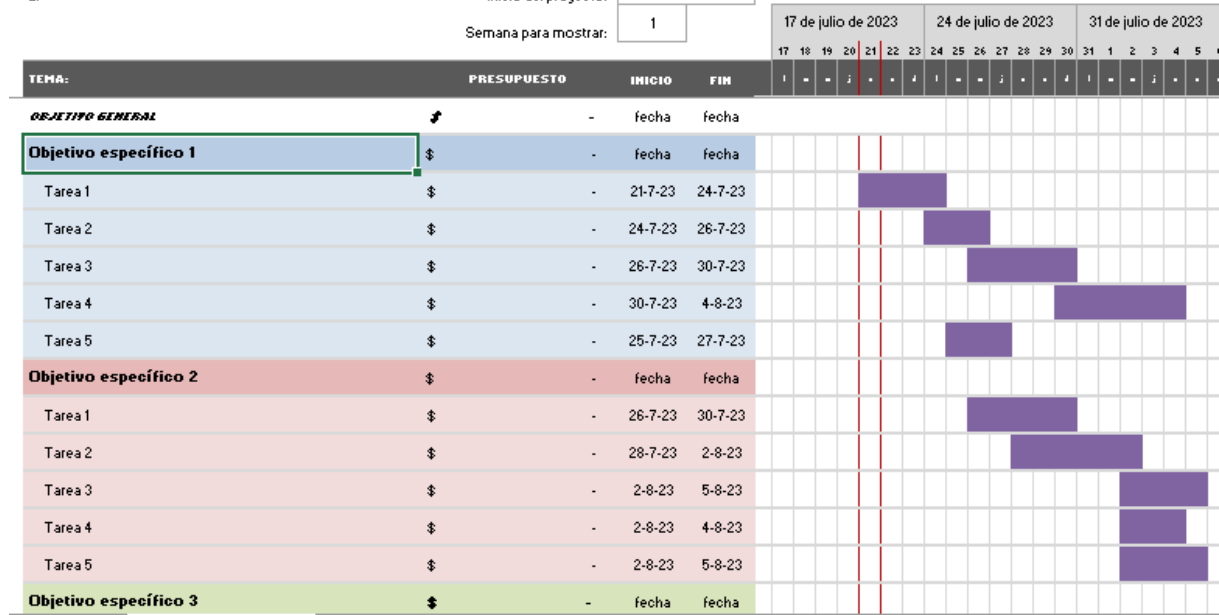 Semana para mostrar: 1
17 de julio de 2023 24 de julio de 2023 31 de julio de 2023
17 18 19 20 21 22 23 24 25 26 27 28 29 30 31 1 2 3 4 5
TEMA: PRESUPUESTO INICIO FIN
OBJETIVO GENERAL $ - fecha fecha
Objetivo específico 1 $ - fecha fecha
Tarea 1 $ - 21-7-23 24-7-23
Tarea 2 $ - 24-7-23 26-7-23
Tarea 3 $ - 26-7-23 30-7-23
Tarea 4 $ - 30-7-23 4-8-23
Tarea 5 $ - 25-7-23 27-7-23
Objetivo específico 2 $ - fecha fecha
Tarea 1 $ - 26-7-23 30-7-23
Tarea 2 $ - 28-7-23 2-8-23
Tarea 3 $ - 2-8-23 5-8-23
Tarea 4 $ - 2-8-23 4-8-23
Tarea 5 $ - 2-8-23 5-8-23
Objetivo específico 3 $ - fecha fecha